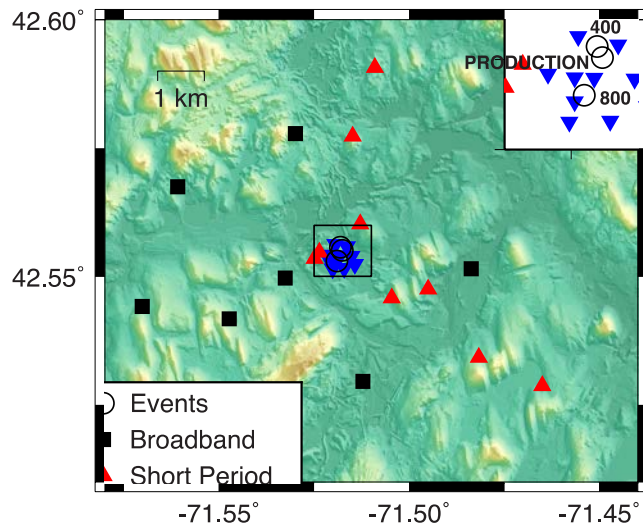 42.60°
400
PRODUCTION
1 km
800
42.55°
Events
Broadband
Short Period
-71.55°
-71.50°
-71.45°